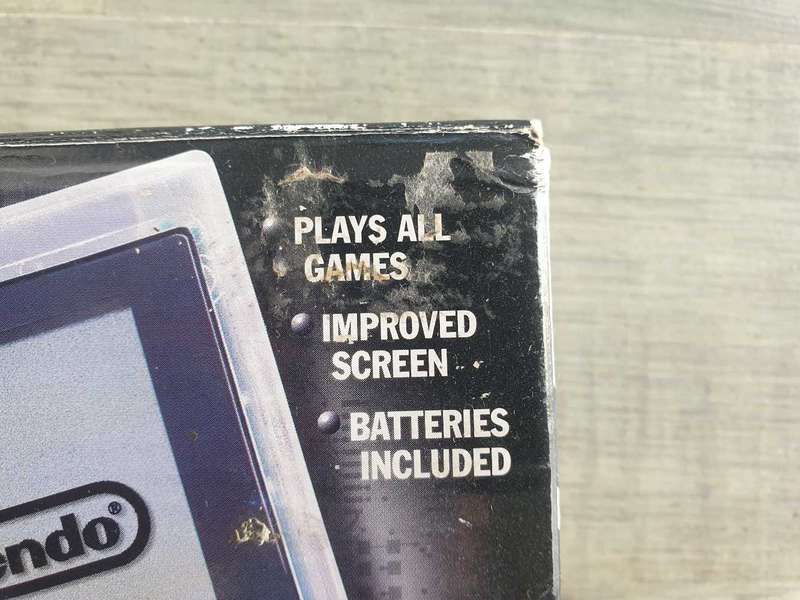 PLAYS ALL
GAMES
IMPROVED
SCREEN
BATTERIES
INCLUDED
endo®